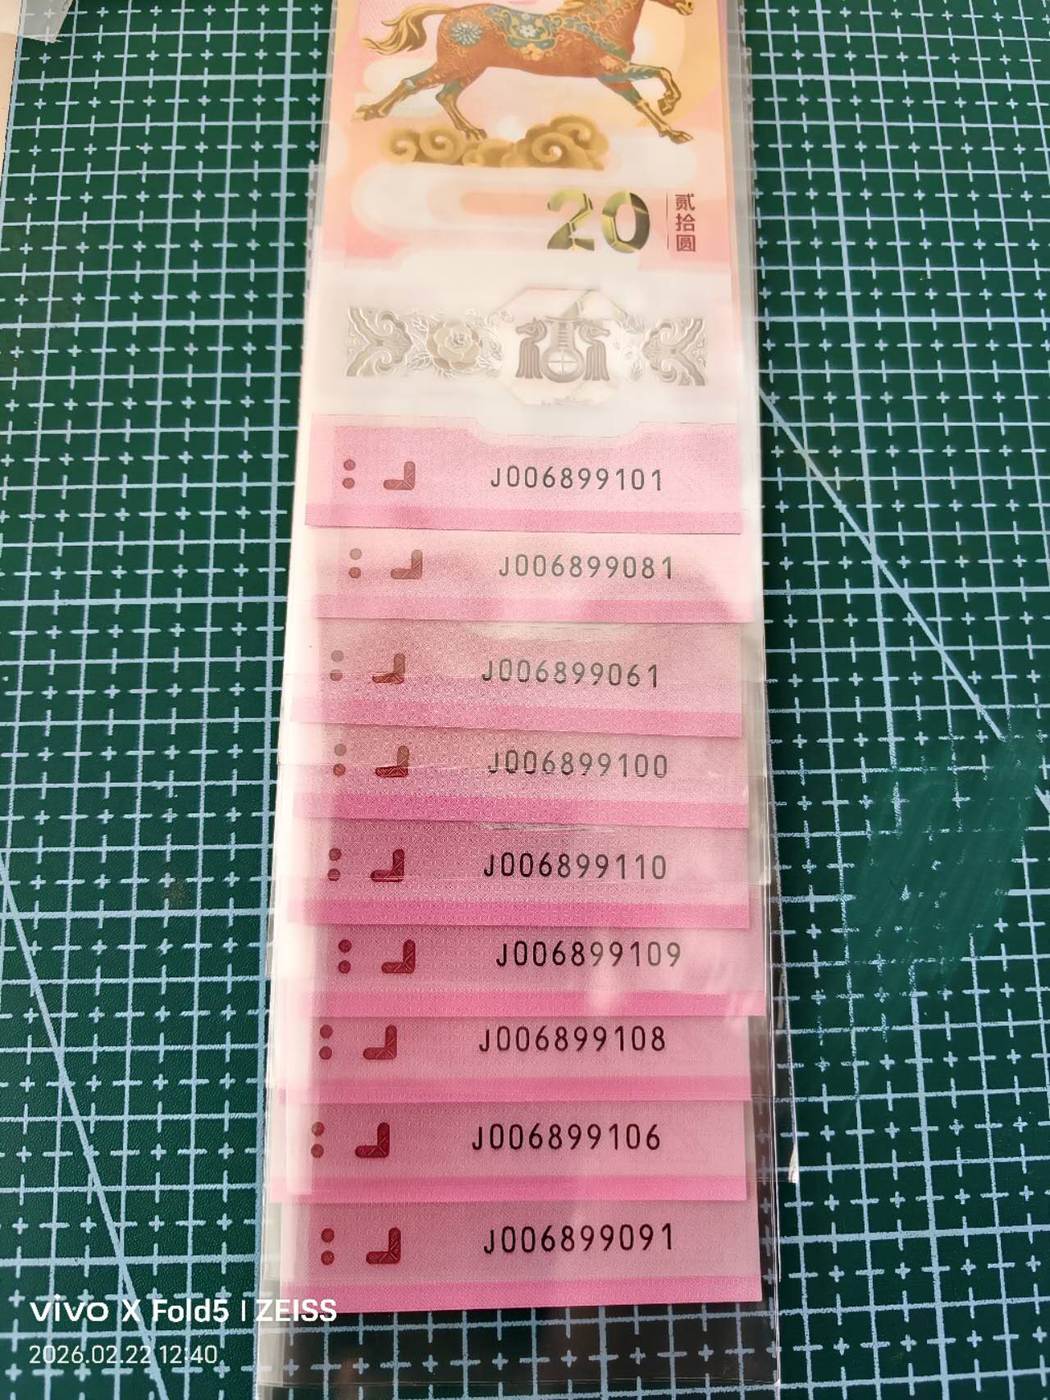 20 贰拾圆
J006899101
J006899081
J006899061
J006899100
J006899110
J006899109
J006899108
J006899106
J006899091
vivo X Fold5 | ZEISS
2026.02.22 12:40